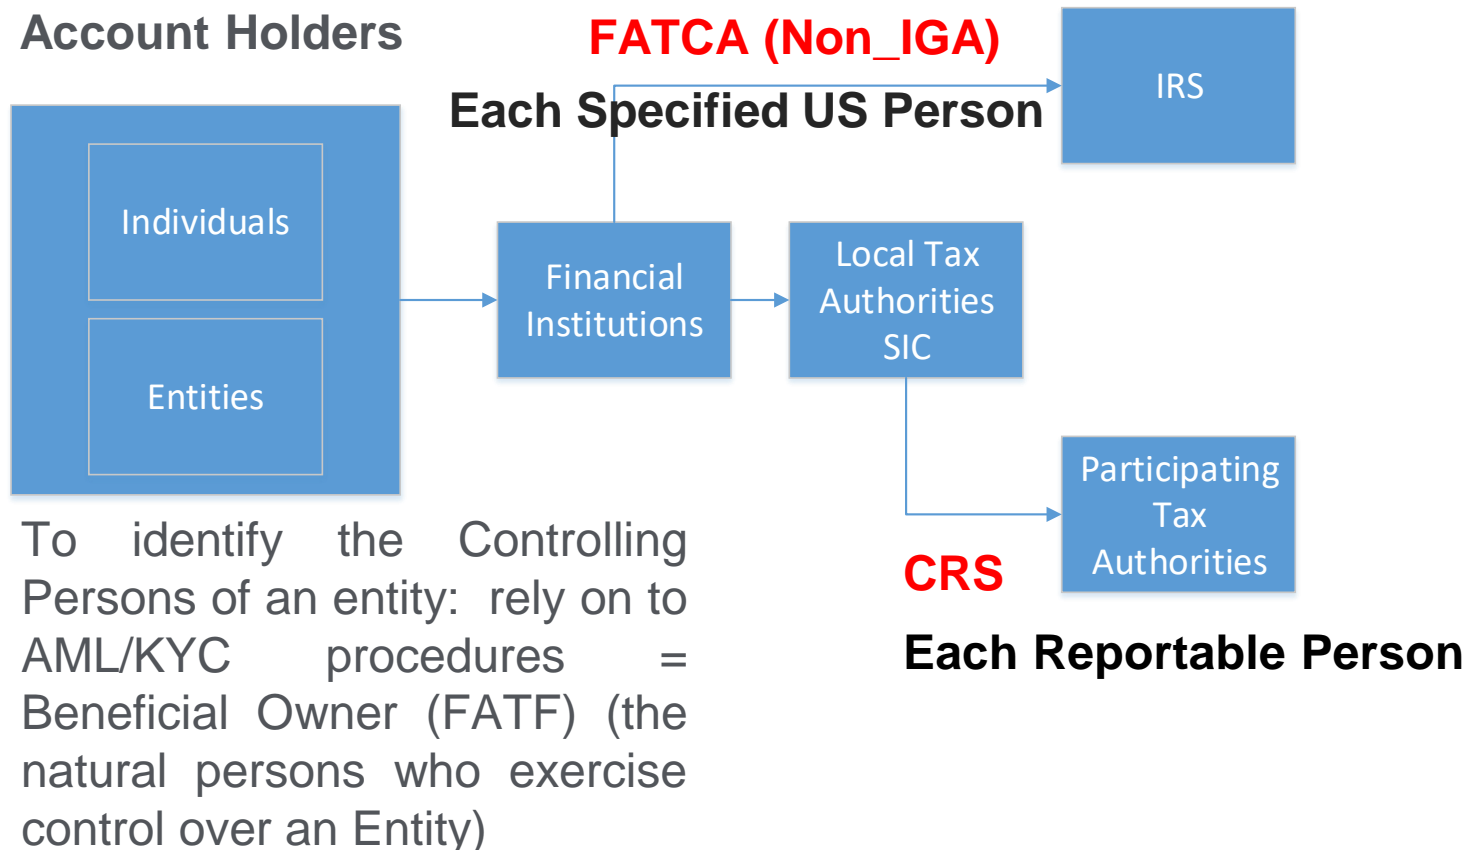 Account Holders
FATCA (Non_IGA)
Each Specified US Person
IRS
Individuals
Entities
Financial
Institutions
Local Tax
Authorities
SIC
Participating
Tax
Authorities
CRS
Each Reportable Person
To identify the Controlling
Persons of an entity: rely on to
AML/KYC procedures =
Beneficial Owner (FATF) (the
natural persons who exercise
control over an Entity)